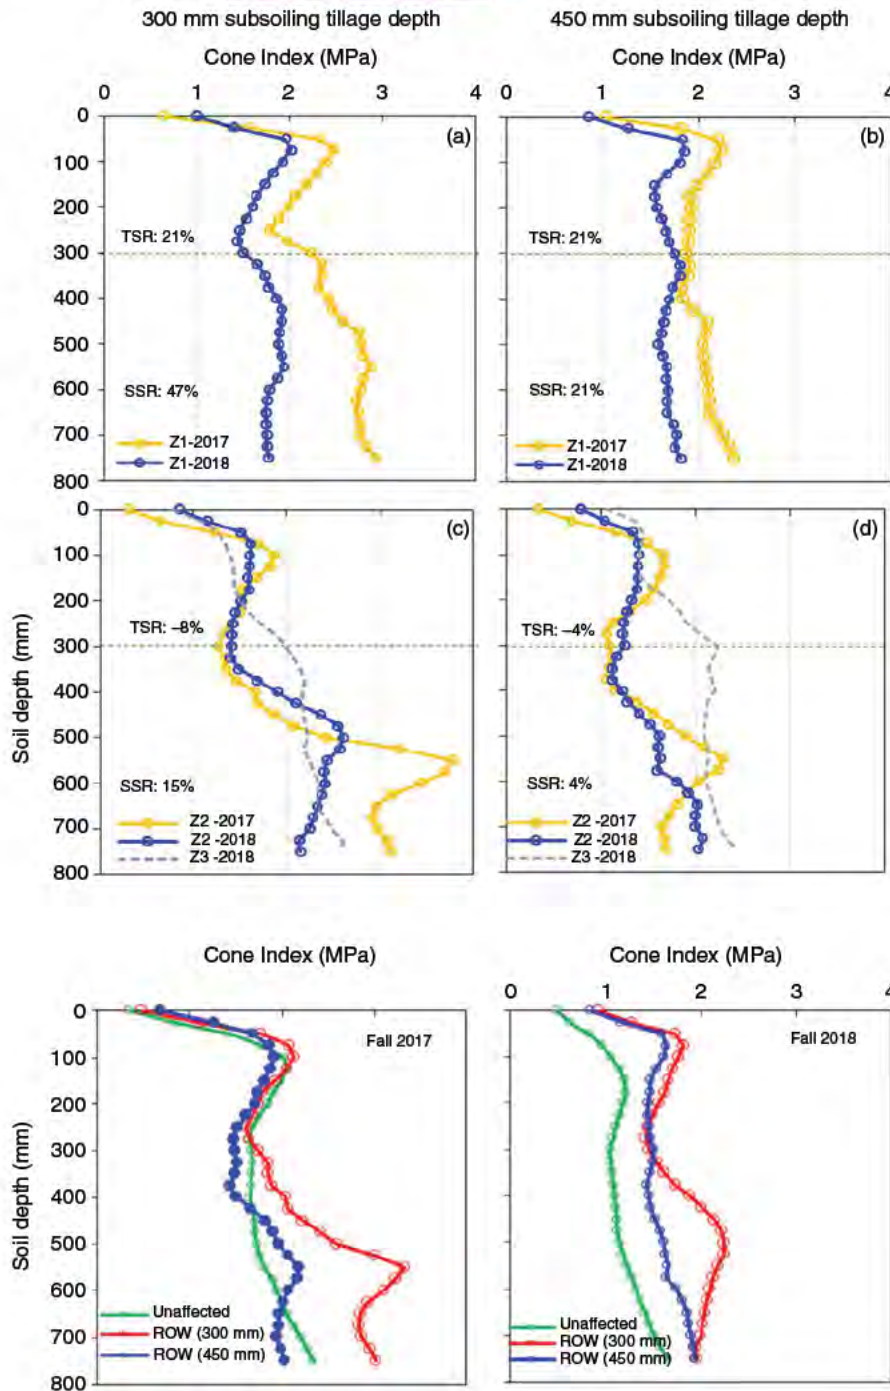 300 mm subsoiling tillage depth
450 mm subsoiling tillage depth
Cone Index (MPa)
Cone Index (MPa)
0 1 2 3 4
0 1 2 3 4
0
100
200
300
400
500
600
700
800
(a)
TSR: 21%
SSR: 47%
Z1-2017
Z1-2018
(b)
TSR: 21%
SSR: 21%
Z1-2017
Z1-2018
Soil depth (mm)
0
100
200
300
400
500
600
700
800
(c)
TSR: –8%
SSR: 15%
Z2-2017
Z2-2018
Z3-2018
(d)
TSR: –4%
SSR: 4%
Z2-2017
Z2-2018
Z3-2018
Cone Index (MPa)
Cone Index (MPa)
0 1 2 3 4
Soil depth (mm)
0
100
200
300
400
500
600
700
800
Fall 2017
Unaffected
ROW (300 mm)
ROW (450 mm)
Fall 2018
Unaffected
ROW (300 mm)
ROW (450 mm)